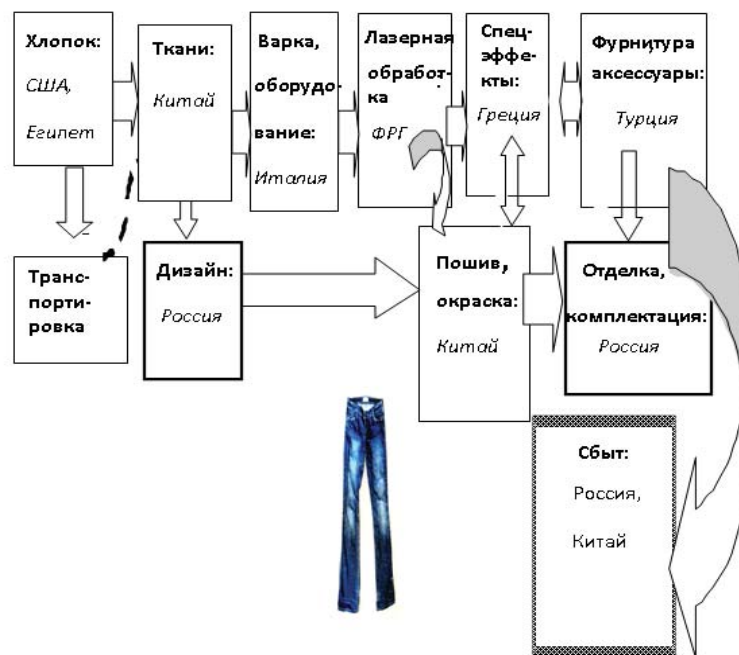 Хлопок:
США,
Египет
Ткани:
Китай
Варка,
оборудо-
вание:
Италия
Лазерная
обработ-
ка
ФРГ
Спец-
эффе-
кты:
Греция
Фурнитура
аксессуары:
Турция
Транс-
порти-
ровка
Дизайн:
Россия
Пошив,
окраска:
Китай
Отделка,
комплектация:
Россия
Сбыт:
Россия,
Китай